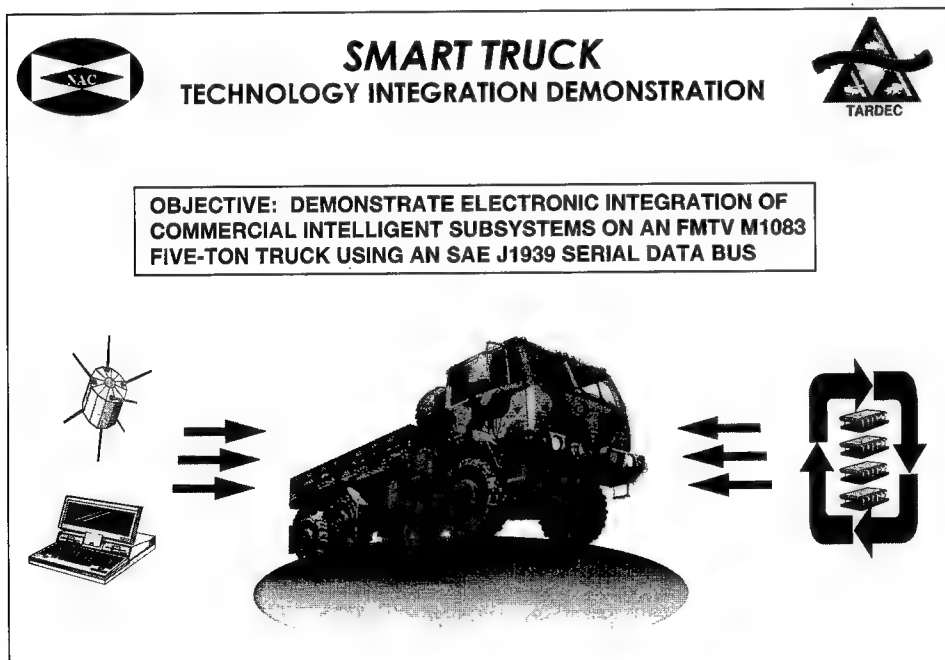 NAC
SMART TRUCK
TECHNOLOGY INTEGRATION DEMONSTRATION
TARDEC
OBJECTIVE: DEMONSTRATE ELECTRONIC INTEGRATION OF
COMMERCIAL INTELLIGENT SUBSYSTEMS ON AN FMTV M1083
FIVE-TON TRUCK USING AN SAE J1939 SERIAL DATA BUS